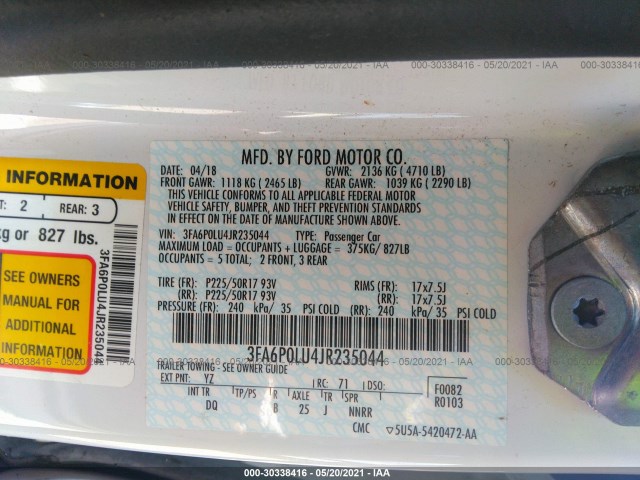 000-30338416 - 05/20/2021 - IAA
000-30338416 - 05/20/2021 - IAA
MFD. BY FORD MOTOR CO.
04/18 GVWR: 2136 KG ( 4710 LB)
FRONT GAWR: 1118 KG ( 2465 LB) REAR GAWR: 1039 KG ( 2290 LB)
THIS VEHICLE CONFORMS TO ALL APPLICABLE FEDERAL MOTOR
VEHICLE SAFETY, BUMPER, AND THEFT PREVENTION STANDARDS
IN EFFECT ON THE DATE OF MANUFACTURE SHOWN ABOVE.
VIN: 3FA6P0LU4JR235044 TYPE: Passenger Car
MAXIMUM LOAD = OCCUPANTS + LUGGAGE = 375KG/ 827LB
OCCUPANTS = 5 TOTAL; 2 FRONT, 3 REAR
TIRE (FR): P225/50R17 93V RIMS (FR): 17x7.5J
(RR): P225/50R17 93V (RR): 17x7.5J
PRESSURE (FR): 240 kPa/ 35 PSI COLD (RR): 240 kPa/ 35 PSI COLD
3FA6P0LU4JR235044
TRAILER TOWING - SEE OWNER GUIDE
EXT PNT: YZ RC: 71 DSO:
INT TR TP/PS R AXLE TR SPR
DQ B 25 J NNRR
F0082
R0103
CMC 5U5A-5420472-AA
INFORMATION
T: 2 REAR: 3
kg or 827 lbs.
SEE OWNERS
MANUAL FOR
ADDITIONAL
INFORMATION
3FA6P0LU4JR235044
000-30338416 - 05/20/2021 - IAA